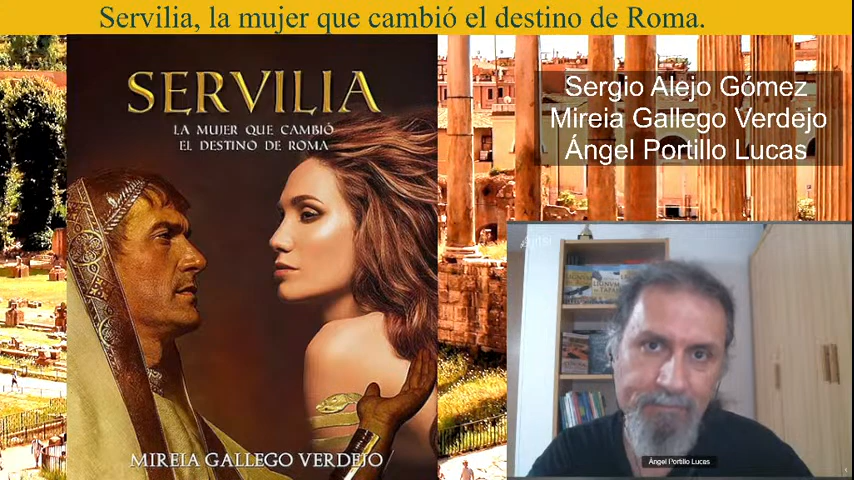 Servilia, la mujer que cambió el destino de Roma.
SERVILIA
LA MUJER QUE CAMBIÓ
EL DESTINO DE ROMA
MIREIA GALLEGO VERDEJO
Sergio Alejo Gómez
Mireia Gallego Verdejo
Ángel Portillo Lucas
Ángel Portillo Lucas